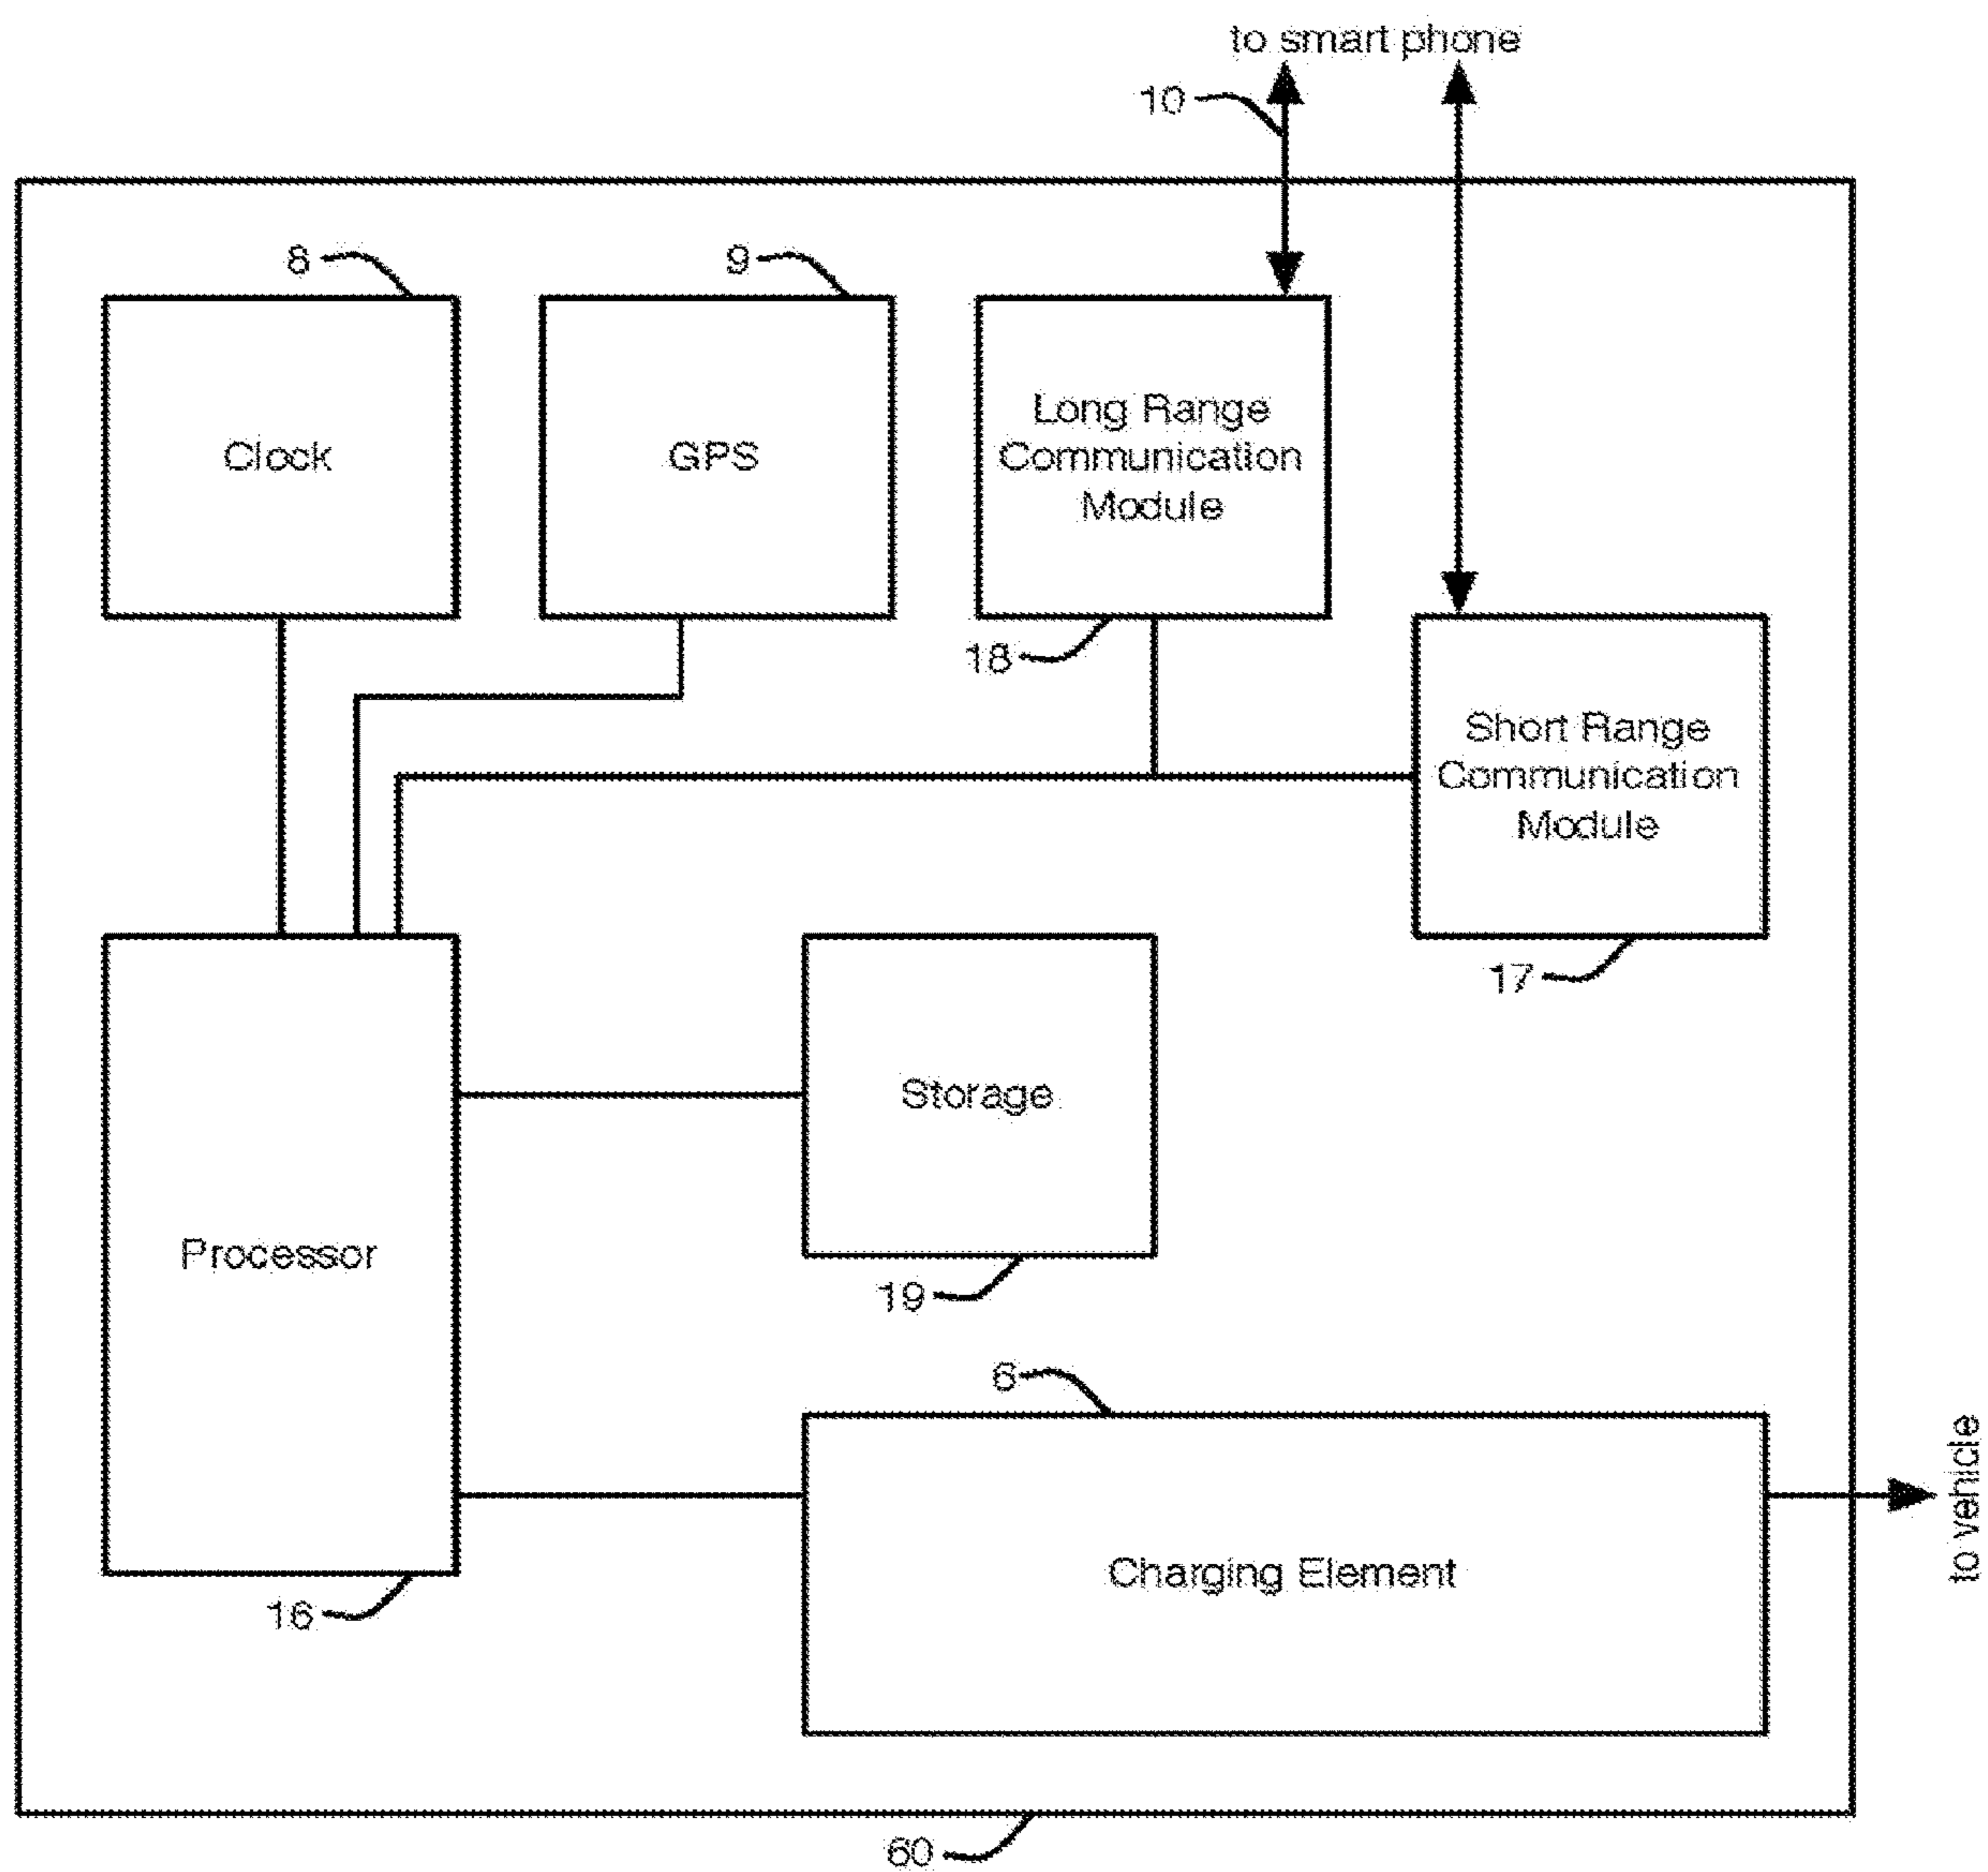 to smart phone
10
8
9
Clock
GPS
Long Range
Communication
Module
18
Short Range
Communication
Module
17
Storage
Processor
19
6
to vehicle
Charging Element
16
60